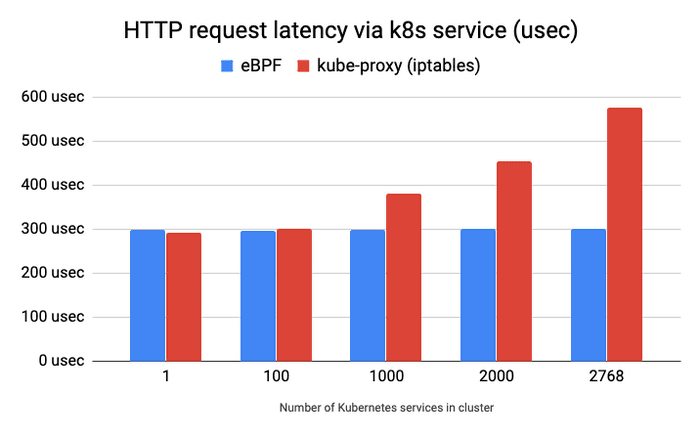 HTTP request latency via k8s service (usec)
eBPF kube-proxy (iptables)
600 usec
500 usec
400 usec
300 usec
200 usec
100 usec
0 usec
1 100 1000 2000 2768
Number of Kubernetes services in cluster